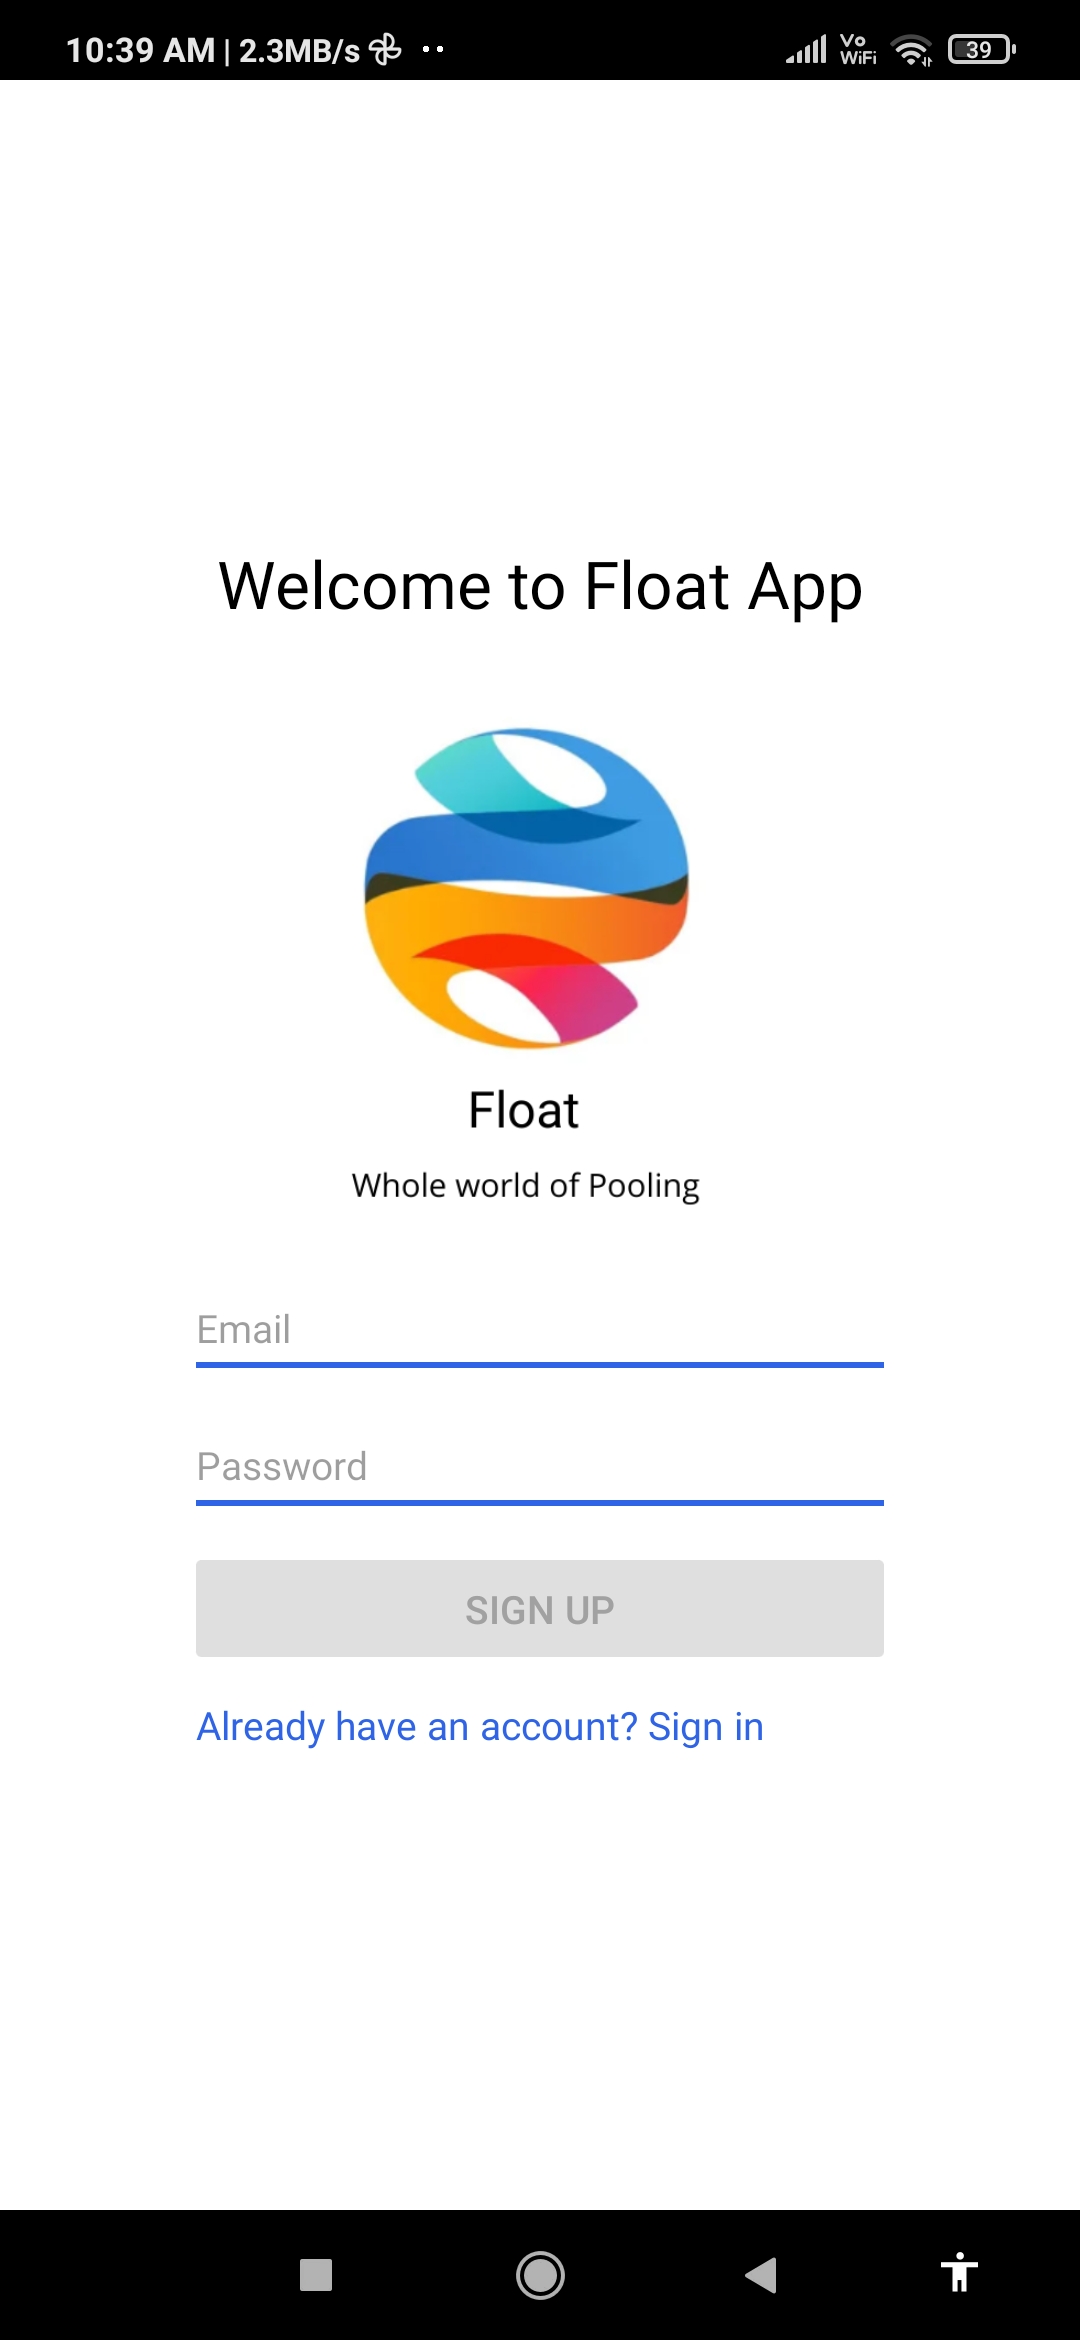 10:39 AM | 2.3MB/s
Vo
WiFi
39
Welcome to Float App
Float
Whole world of Pooling
Email
Password
SIGN UP
Already have an account? Sign in